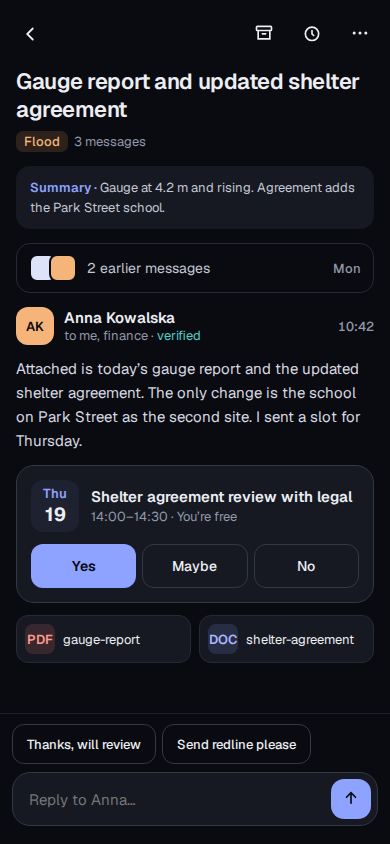 Gauge report and updated shelter
agreement
Flood 3 messages
Summary · Gauge at 4.2 m and rising. Agreement adds
the Park Street school.
2 earlier messages Mon
AK Anna Kowalska 10:42
to me, finance · verified
Attached is today’s gauge report and the updated
shelter agreement. The only change is the school
on Park Street as the second site. I sent a slot for
Thursday.
Thu
19
Shelter agreement review with legal
14:00–14:30 · You’re free
Yes Maybe No
PDF gauge-report DOC shelter-agreement
Thanks, will review Send redline please
Reply to Anna…